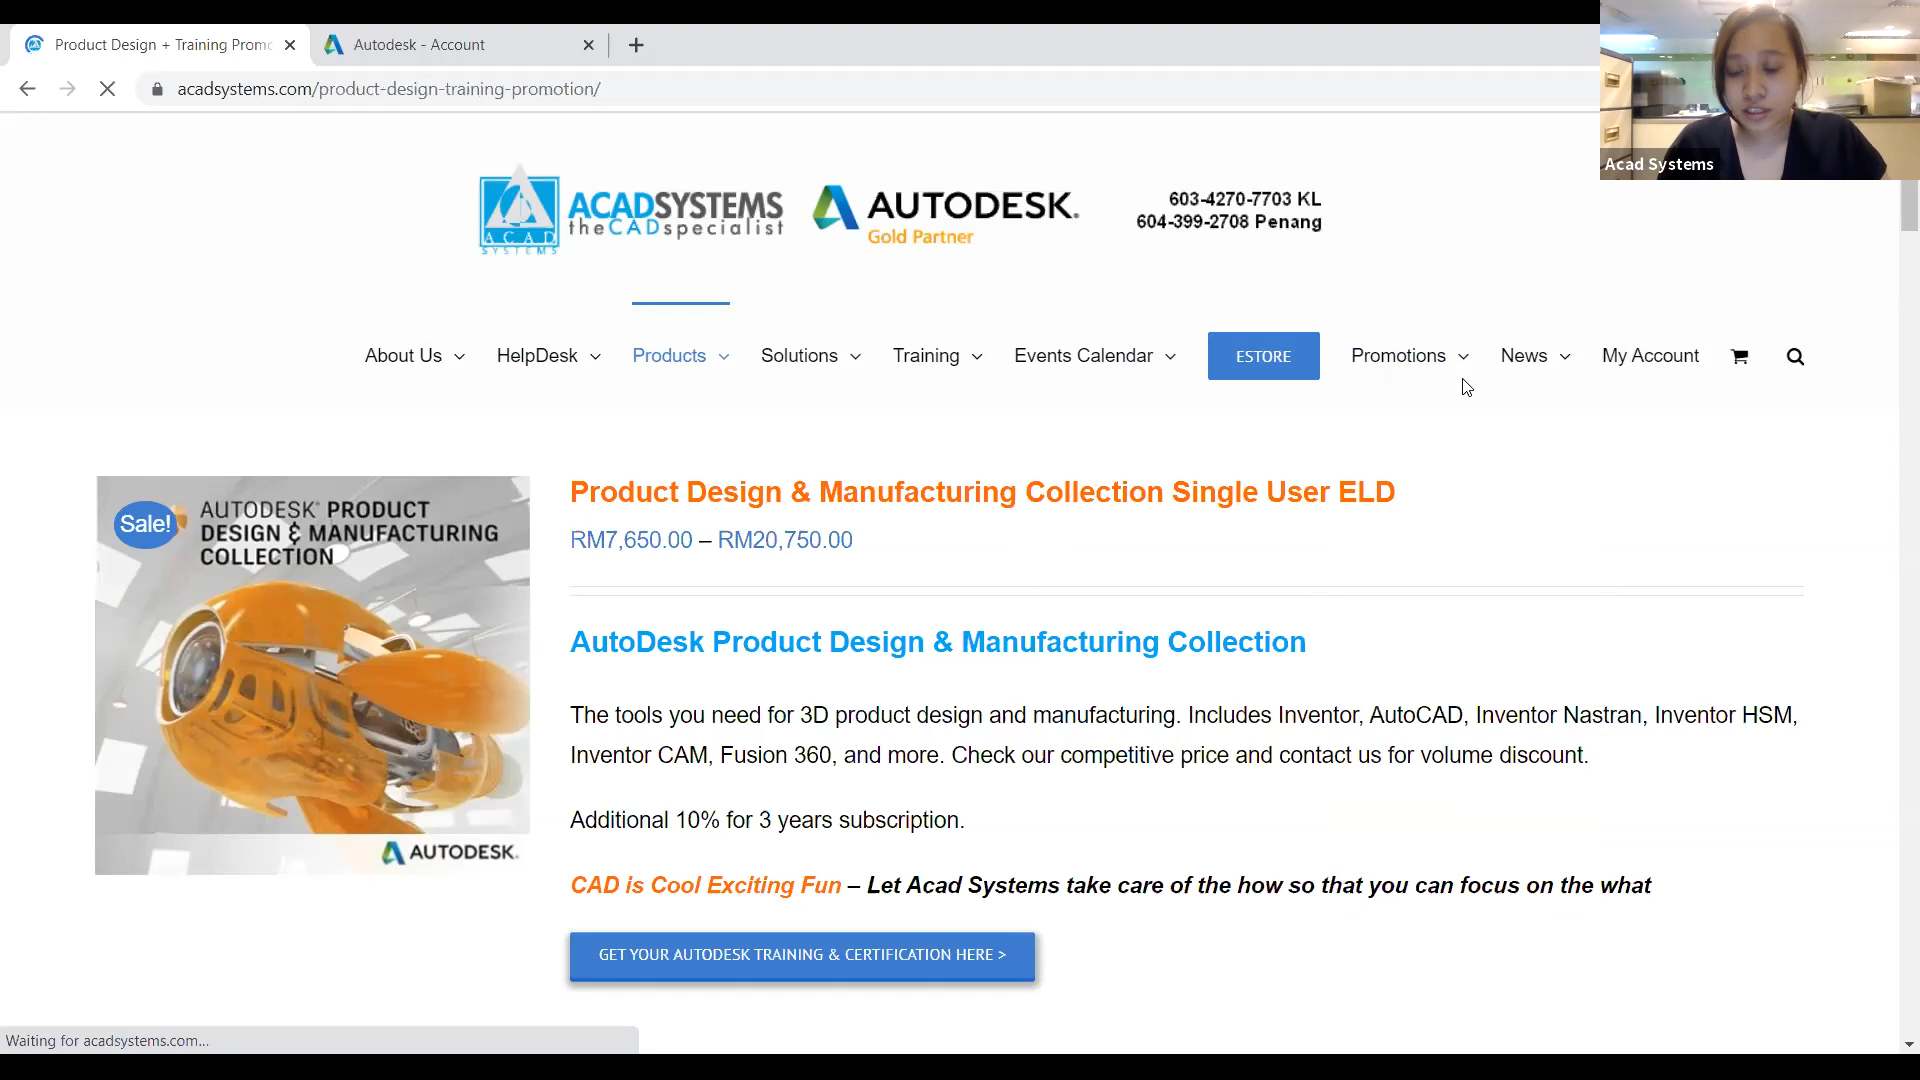 Product Design + Training Promo
Autodesk - Account
acadsystems.com/product-design-training-promotion/
Acad Systems
ACAD
SYSTEMS
ACADSYSTEMS
theCADspecialist
AUTODESK.
Gold Partner
603-4270-7703 KL
604-399-2708 Penang
About Us
HelpDesk
Products
Solutions
Training
Events Calendar
ESTORE
Promotions
News
My Account
Sale!
AUTODESK® PRODUCT
DESIGN & MANUFACTURING
COLLECTION
AUTODESK.
Product Design & Manufacturing Collection Single User ELD
RM7,650.00 – RM20,750.00
AutoDesk Product Design & Manufacturing Collection
The tools you need for 3D product design and manufacturing. Includes Inventor, AutoCAD, Inventor Nastran, Inventor HSM,
Inventor CAM, Fusion 360, and more. Check our competitive price and contact us for volume discount.
Additional 10% for 3 years subscription.
CAD is Cool Exciting Fun – Let Acad Systems take care of the how so that you can focus on the what
GET YOUR AUTODESK TRAINING & CERTIFICATION HERE >
Waiting for acadsystems.com...